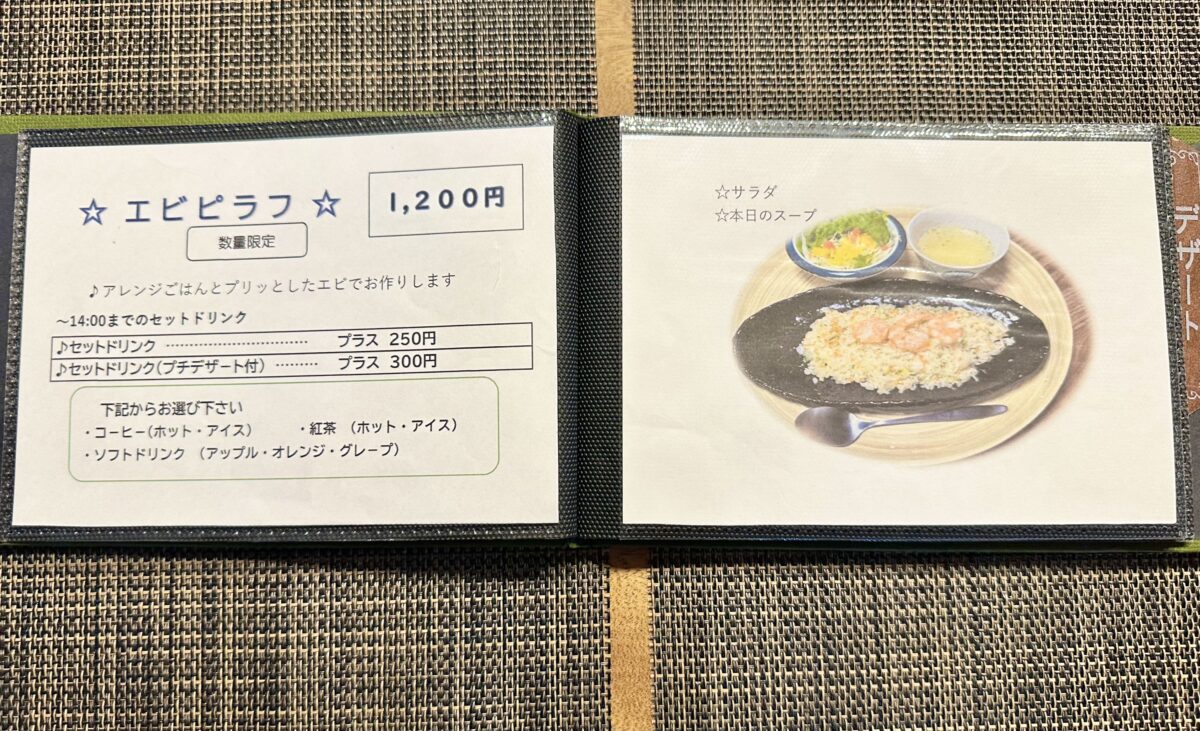 ☆ エビピラフ ☆
1,200円
数量限定
♪アレンジごはんとプリッとしたエビでお作りします
～14:00までのセットドリンク
♪セットドリンク ‥‥‥‥‥‥‥‥‥‥ プラス 250円
♪セットドリンク(プチデザート付) ‥‥‥‥ プラス 300円
下記からお選び下さい
・コーヒー(ホット・アイス) ・紅茶 (ホット・アイス)
・ソフトドリンク (アップル・オレンジ・グレープ)
☆サラダ
☆本日のスープ
デザート